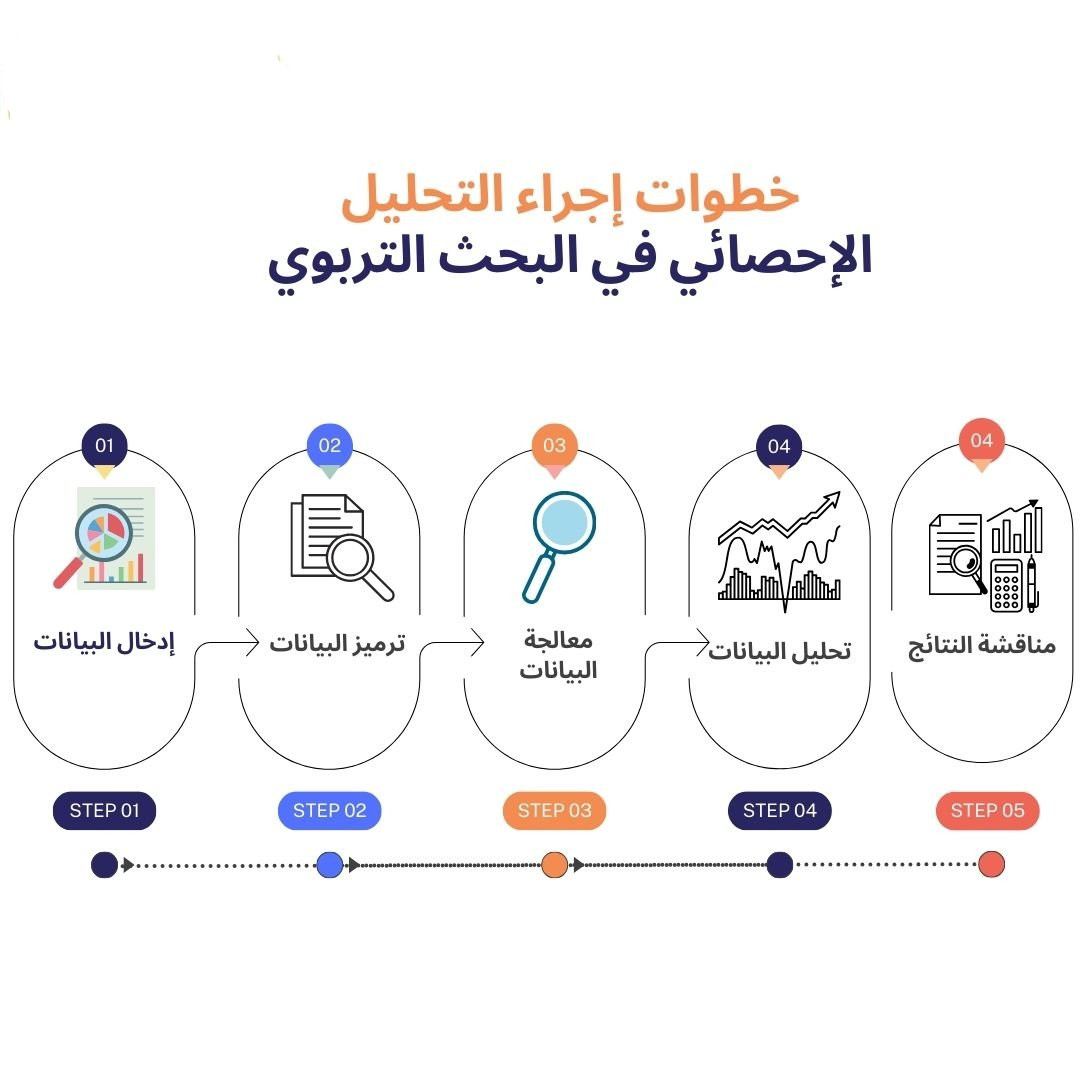 خطوات إجراء التحليل
الإحصائي في البحث التربوي
01
02
03
04
04
إدخال البيانات
ترميز البيانات
معالجة
البيانات
تحليل البيانات
مناقشة النتائج
STEP 01
STEP 02
STEP 03
STEP 04
STEP 05